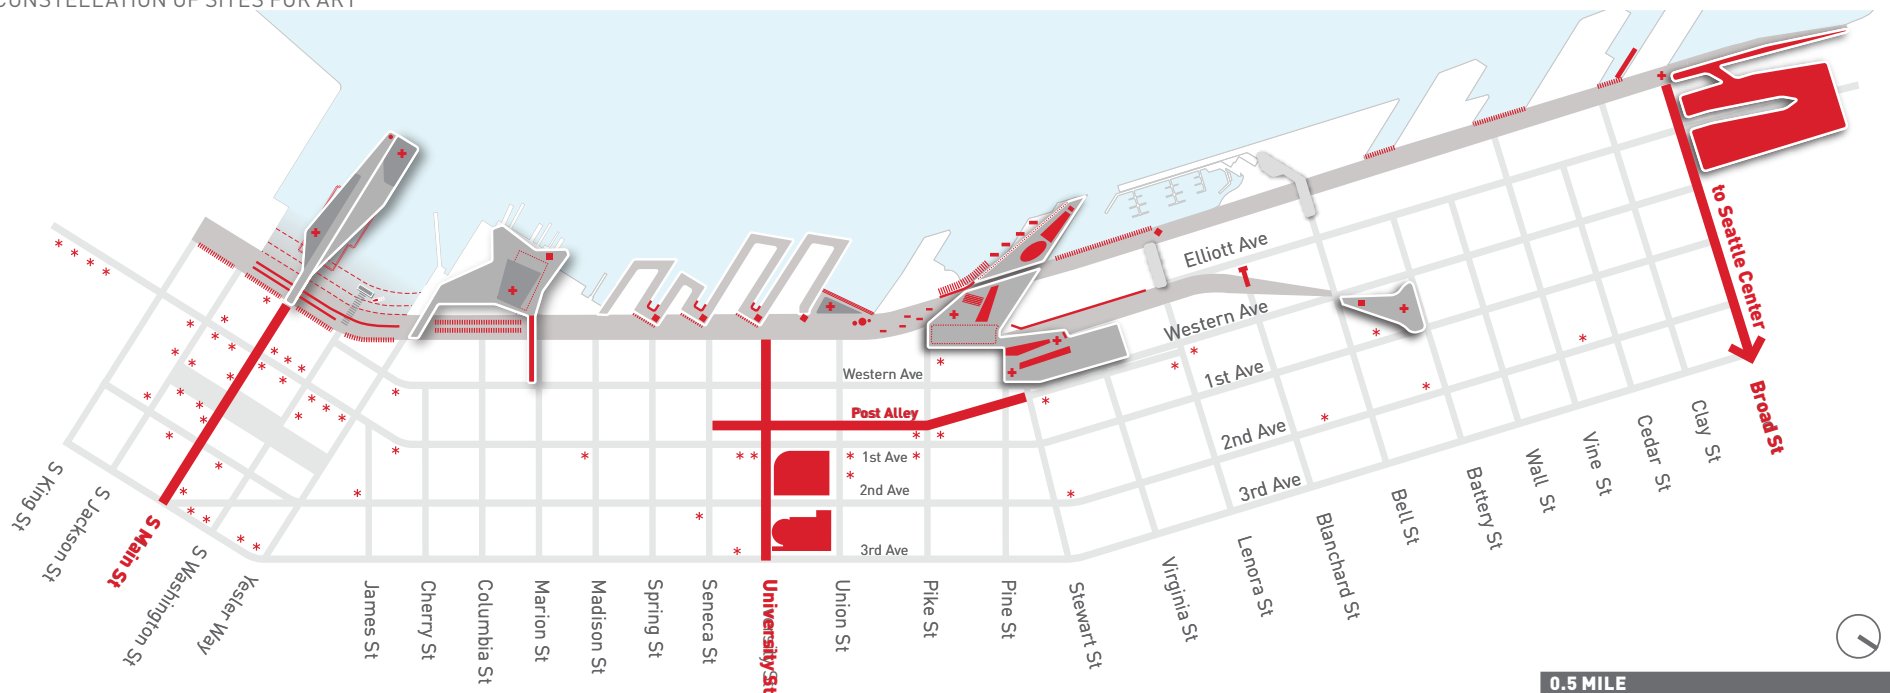 CONSTELLATION OF SITES FOR ART
to Seattle Center
Broad St
Elliott Ave
Western Ave
1st Ave
2nd Ave
3rd Ave
Western Ave
Post Alley
1st Ave
2nd Ave
3rd Ave
S King St
S Jackson St
S Main St
S Washington St
Yesler Way
James St
Cherry St
Columbia St
Marion St
Madison St
Spring St
Seneca St
University St
Union St
Pike St
Pine St
Stewart St
Virginia St
Lenora St
Blanchard St
Bell St
Battery St
Wall St
Vine St
Cedar St
Clay St
0.5 MILE